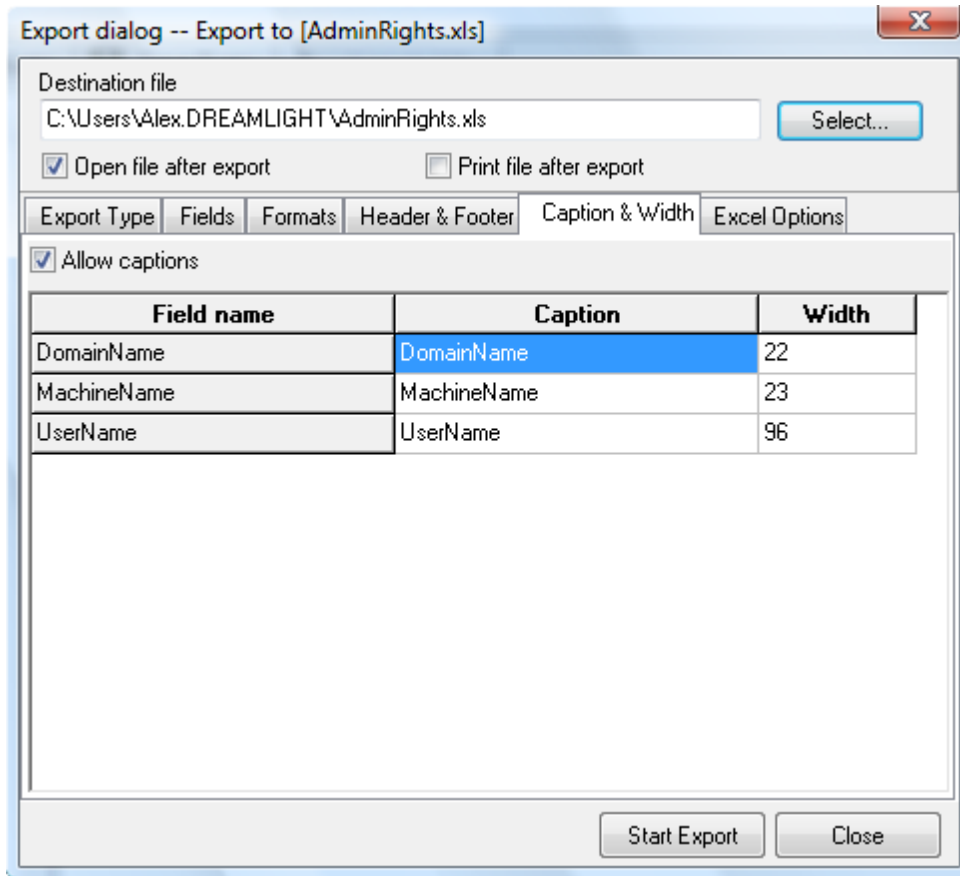 Export dialog -- Export to [AdminRights.xls]
Destination file
C:\Users\Alex.DREAMLIGHT\AdminRights.xls Select...
Open file after export Print file after export
Export Type Fields Formats Header & Footer Caption & Width Excel Options
Allow captions
Field name Caption Width
DomainName DomainName 22
MachineName MachineName 23
UserName UserName 96
Start Export Close